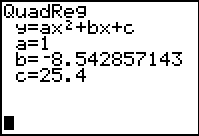 QuadReg
y=ax²+bx+c
a=1
b=-8.542857143
c=25.4